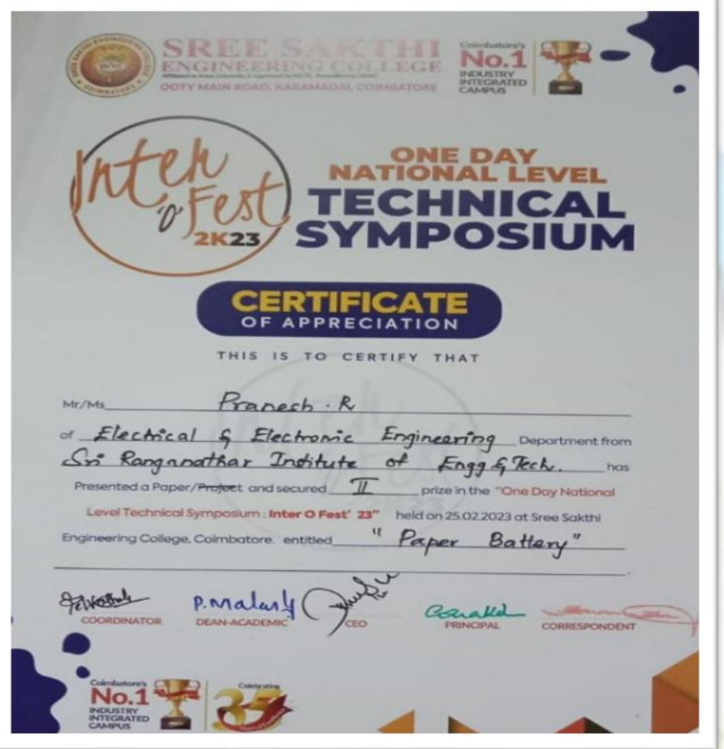 SREE SAKTHI
ENGINEERING COLLEGE
OOTY MAIN ROAD, KARAMADAI, COIMBATORE
Coimbatore's
No.1
INDUSTRY
INTEGRATED
CAMPUS
Inter
'O' Fest
2K23
ONE DAY
NATIONAL LEVEL
TECHNICAL
SYMPOSIUM
CERTIFICATE
OF APPRECIATION
THIS IS TO CERTIFY THAT
Mr/Ms Pranesh . R
of Electrical & Electronic Engineering Department from
Sri Ranganathar Institute of Engg & Tech. has
Presented a Paper/Project and secured II prize in the "One Day National
Level Technical Symposium : Inter O Fest' 23" held on 25.02.2023 at Sree Sakthi
Engineering College, Coimbatore. entitled "Paper Battery"
P. Malar
COORDINATOR
DEAN-ACADEMIC
CEO
PRINCIPAL
CORRESPONDENT
Coimbatore's
No.1
INDUSTRY
INTEGRATED
CAMPUS
Celebrating